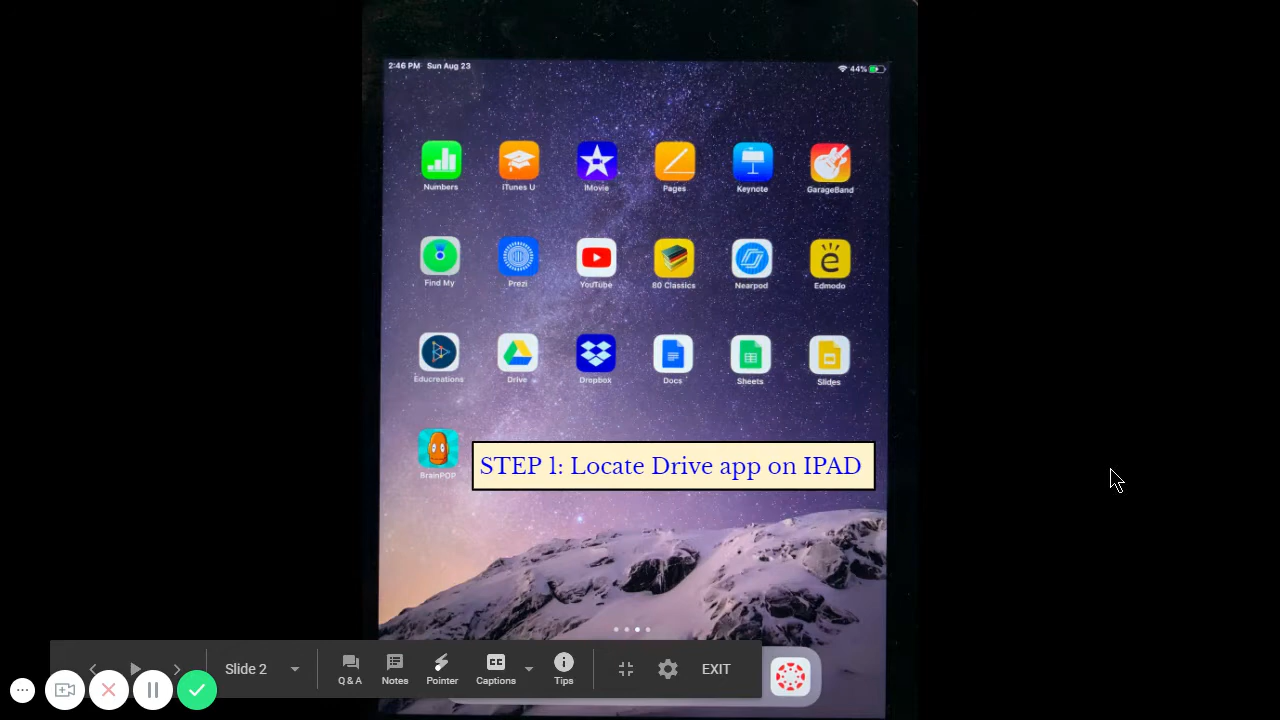 2:46 PM Sun Aug 23 44%
Numbers iTunes U iMovie Pages Keynote GarageBand
Find My Prezi YouTube 80 Classics Nearpod Edmodo
e
Educreations Drive Dropbox Docs Sheets Slides
BrainPOP
STEP 1: Locate Drive app on IPAD
Slide 2 Q & A Notes Pointer CC Captions Tips EXIT